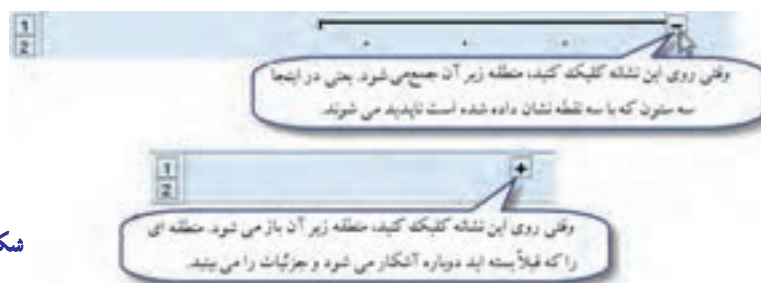 1
2
وقتی روی این نشانه کلیک کنید، منطقه زیر آن جمع می شود. یعنی در اینجا
سه ستون که با سه نقطه نشان داده شده است ناپدید می شوند.
1
2
وقتی روی این نشانه کلیک کنید، منطقه زیر آن باز می شود. منطقه ای
را که قبلاً بسته اید دوباره آشکار می شود و جزئیات را می بینید.